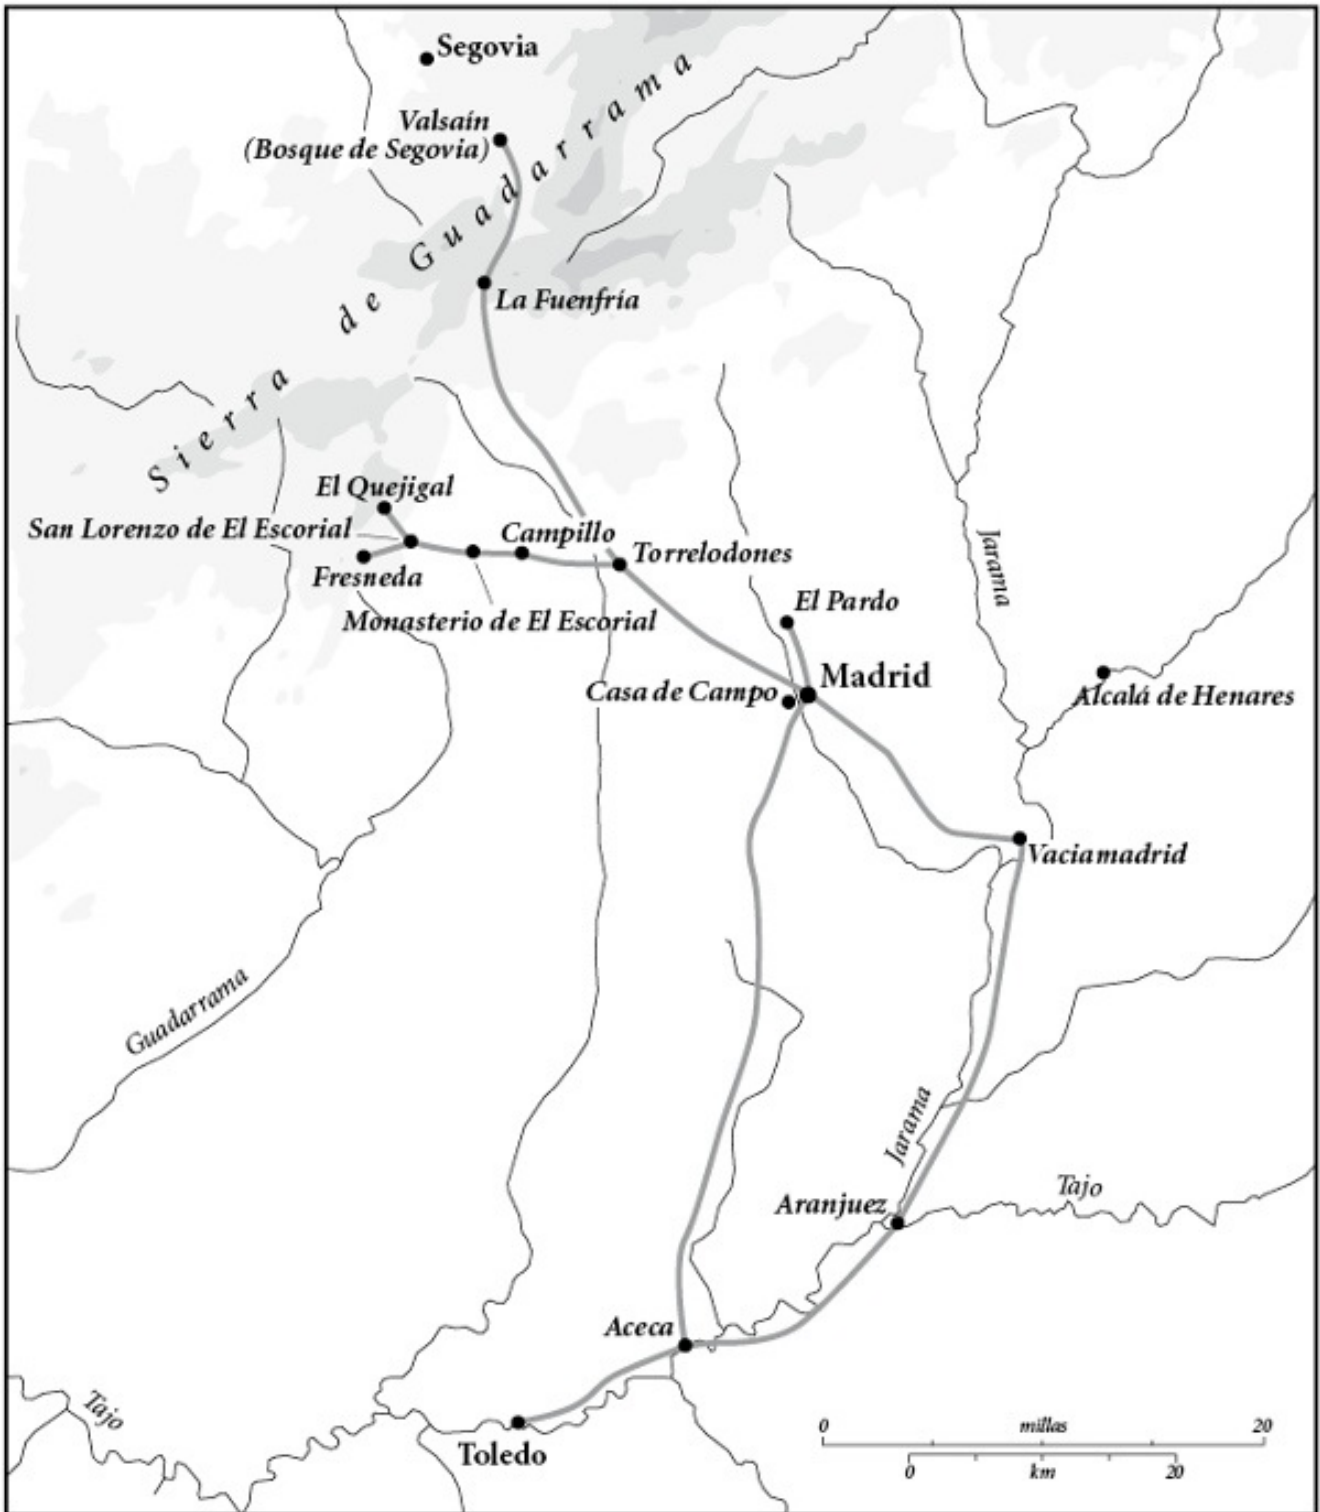 Segovia
Valsaín
(Bosque de Segovia)
Sierra de Guadarrama
La Fuenfría
El Quejigal
San Lorenzo de El Escorial
Campillo
Torrelodones
Fresneda
Monasterio de El Escorial
Jarama
El Pardo
Madrid
Casa de Campo
Alcalá de Henares
Vaciamadrid
Guadarrama
Jarama
Aranjuez
Tajo
Aceca
Tajo
Toledo
0 millas 20
0 km 20